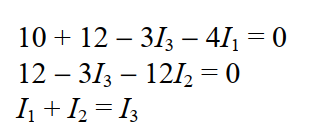 10 + 12 – 3I₃ – 4I₁ = 0
12 – 3I₃ – 12I₂ = 0
I₁ + I₂ = I₃